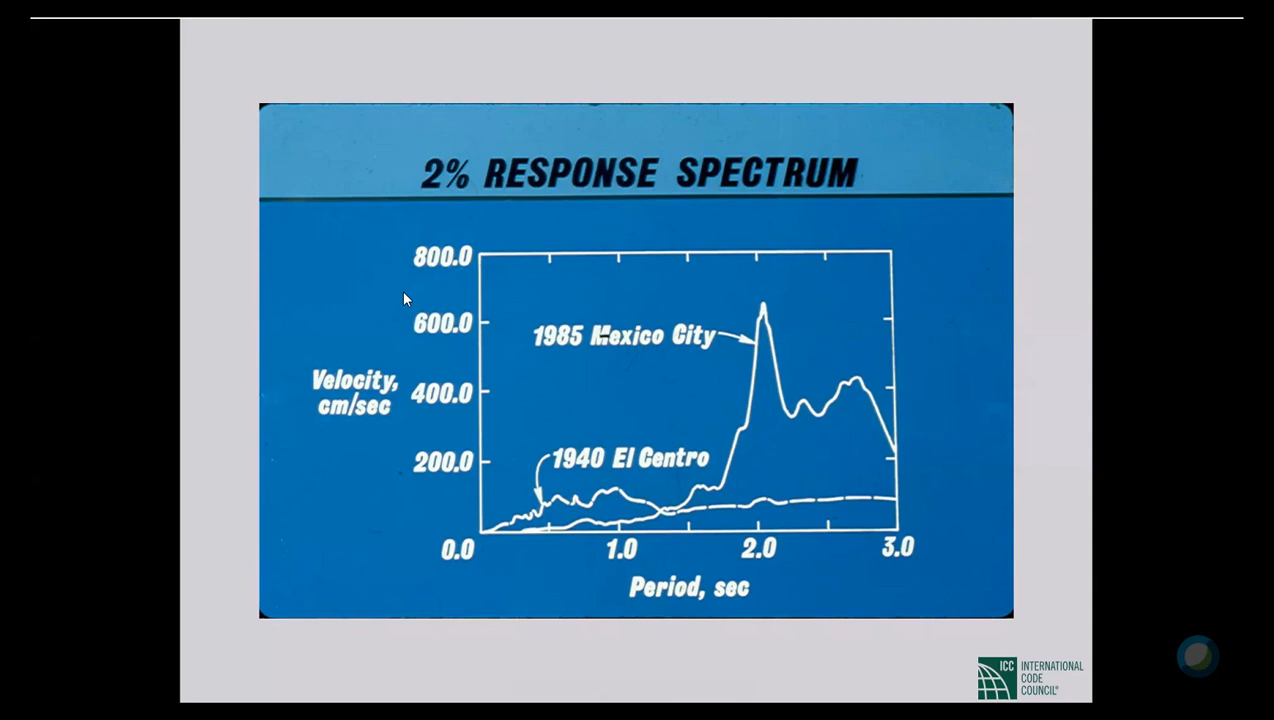 2% RESPONSE SPECTRUM
800.0
600.0
1985 Mexico City
Velocity,
cm/sec
400.0
200.0
1940 El Centro
0.0
1.0
2.0
3.0
Period, sec
ICC
INTERNATIONAL
CODE
COUNCIL®